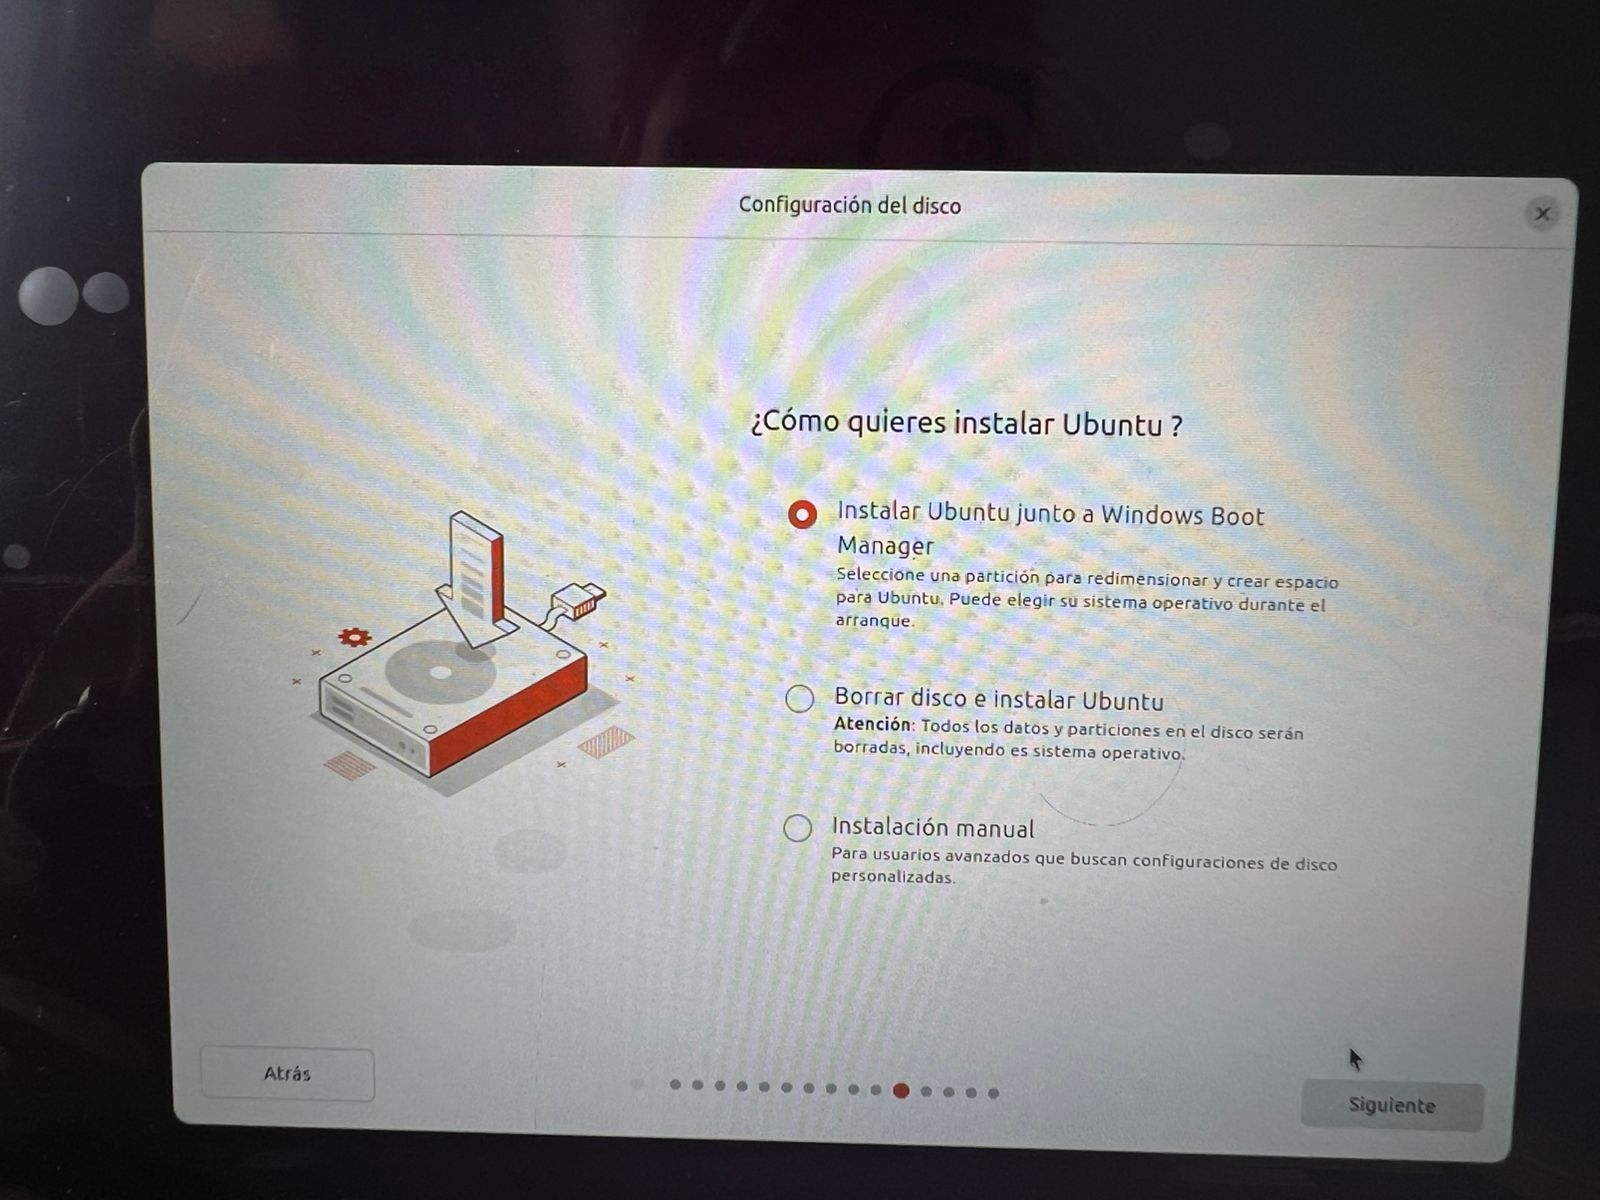 Configuración del disco
¿Cómo quieres instalar Ubuntu ?
Instalar Ubuntu junto a Windows Boot
Manager
Seleccione una partición para redimensionar y crear espacio
para Ubuntu. Puede elegir su sistema operativo durante el
arranque.
Borrar disco e instalar Ubuntu
Atención: Todos los datos y particiones en el disco serán
borradas, incluyendo es sistema operativo.
Instalación manual
Para usuarios avanzados que buscan configuraciones de disco
personalizadas.
Atrás
Siguiente